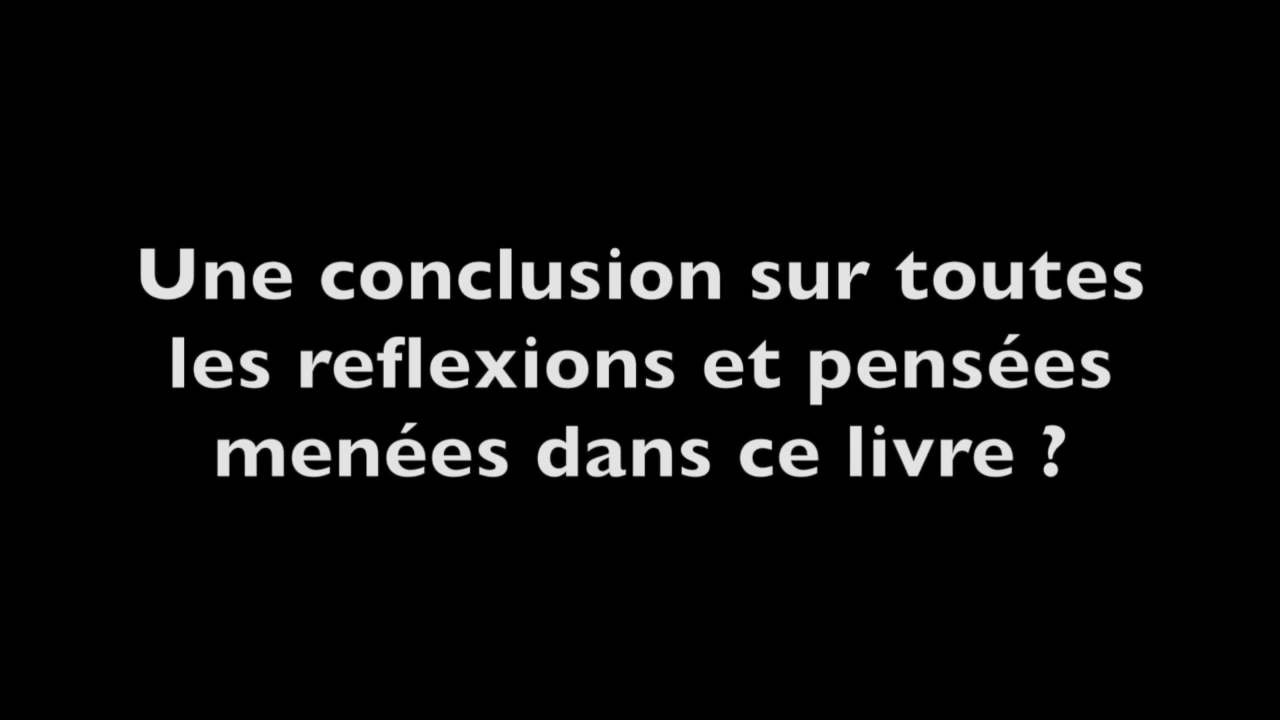 Une conclusion sur toutes
les reflexions et pensées
menées dans ce livre ?